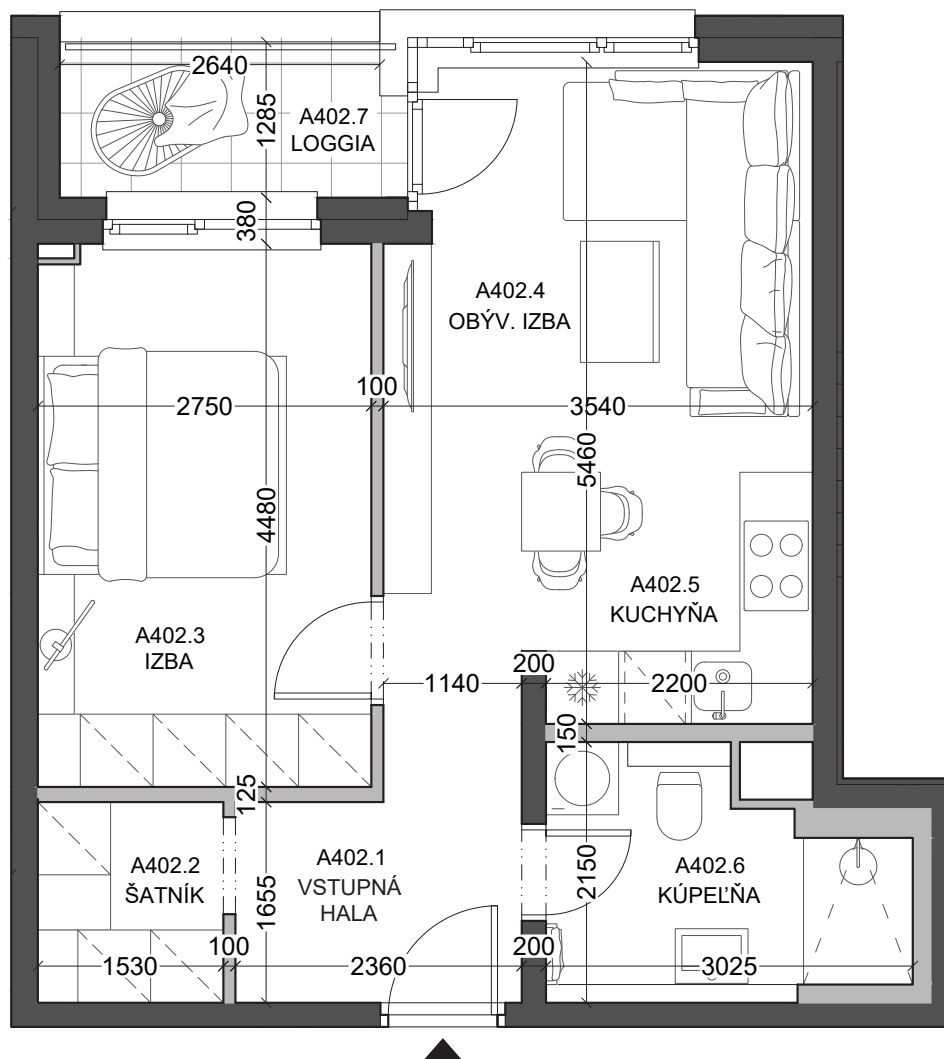 2640
1285
A402.7
LOGGIA
380
A402.4
OBÝV. IZBA
100
2750
3540
5460
4480
A402.5
KUCHYŇA
A402.3
IZBA
200
1140
2200
150
125
A402.2
ŠATNÍK
A402.1
VSTUPNÁ
HALA
A402.6
KÚPEĽŇA
1655
2150
100
200
1530
2360
3025